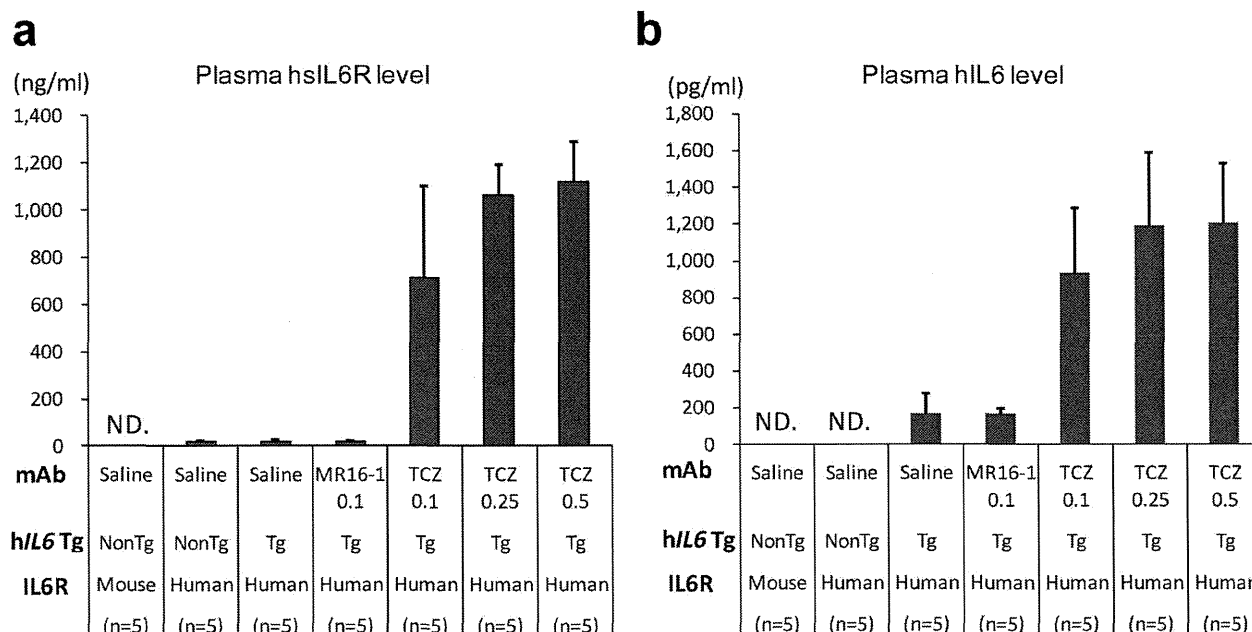 a
Plasma hsIL6R level
(ng/ml)
1,400
1,200
1,000
800
600
400
200
0
ND.
mAb Saline Saline Saline MR16-1 0.1 TCZ 0.1 TCZ 0.25 TCZ 0.5
hIL6 Tg NonTg NonTg Tg Tg Tg Tg Tg
IL6R Mouse Human Human Human Human Human Human
(n=5) (n=5) (n=5) (n=5) (n=5) (n=5) (n=5)
b
Plasma hIL6 level
(pg/ml)
1,800
1,600
1,400
1,200
1,000
800
600
400
200
0
ND. ND.
mAb Saline Saline Saline MR16-1 0.1 TCZ 0.1 TCZ 0.25 TCZ 0.5
hIL6 Tg NonTg NonTg Tg Tg Tg Tg Tg
IL6R Mouse Human Human Human Human Human Human
(n=5) (n=5) (n=5) (n=5) (n=5) (n=5) (n=5)